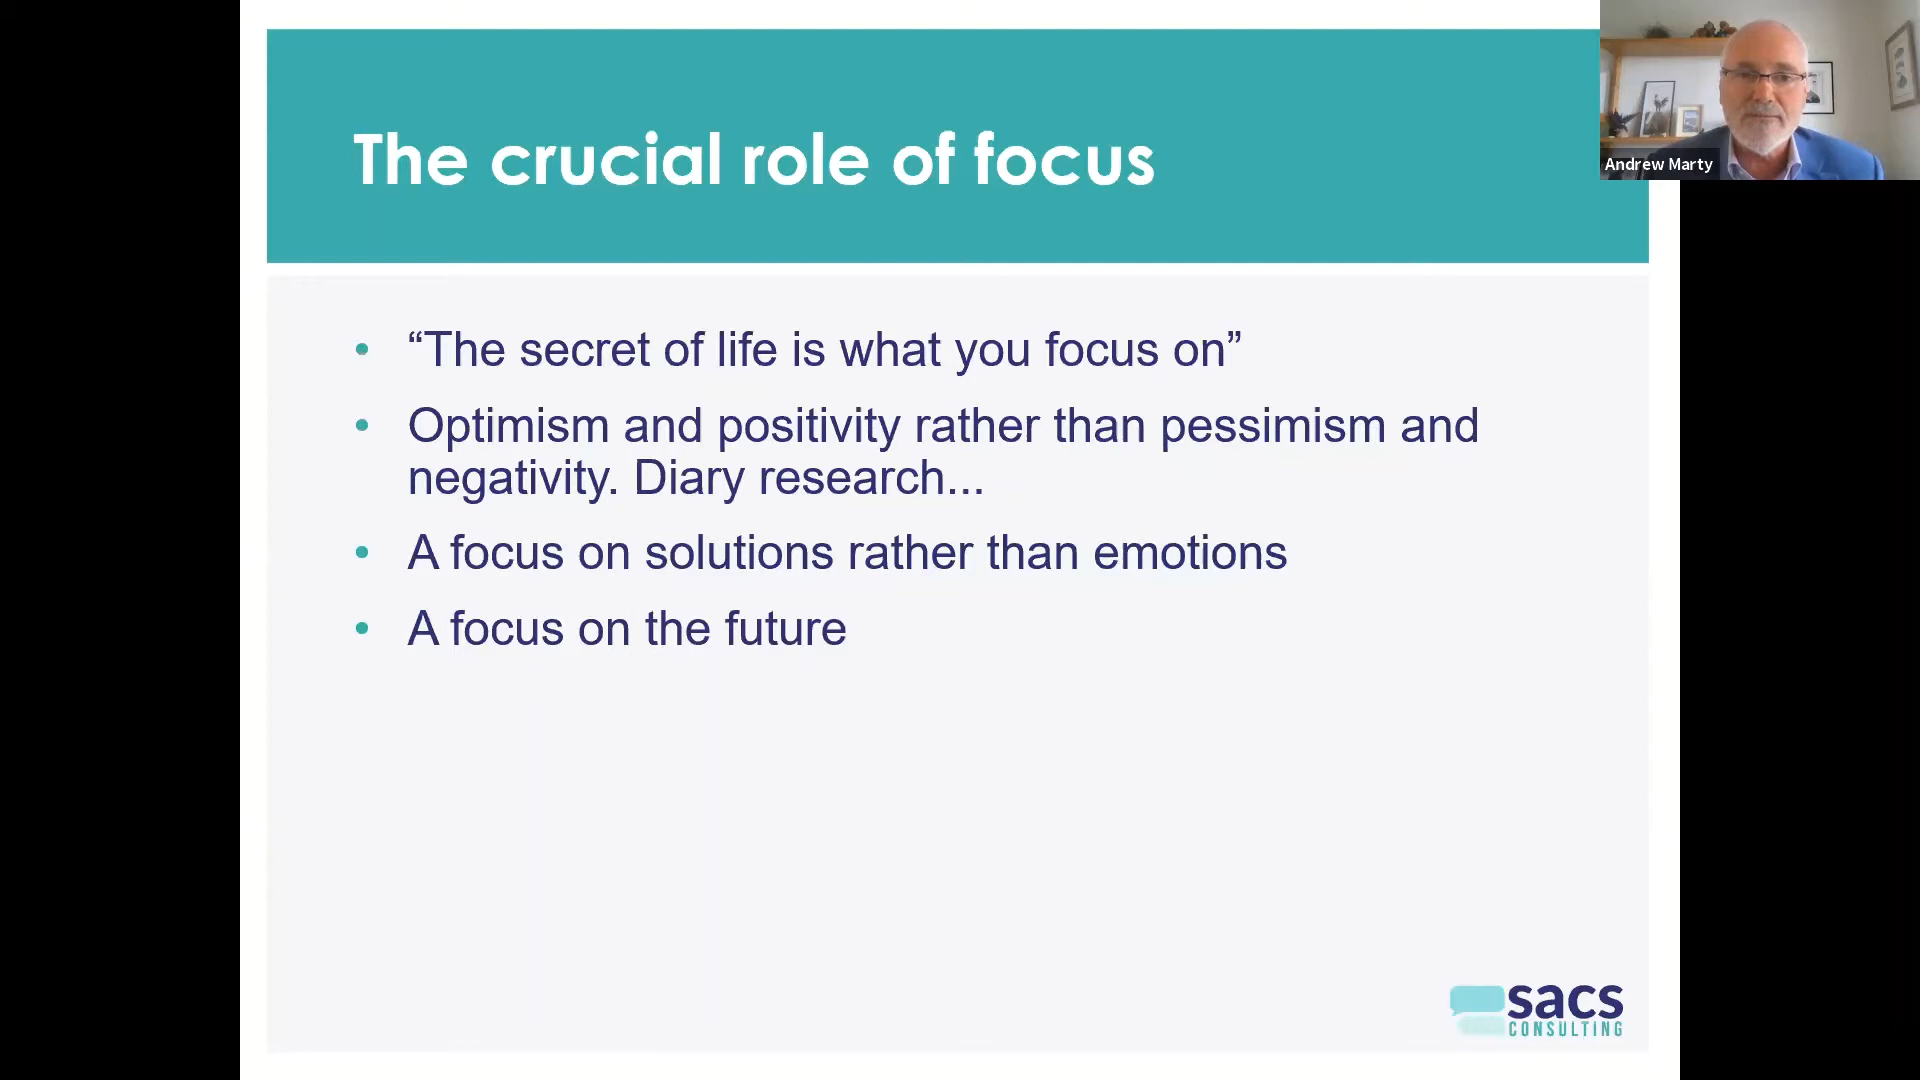 The crucial role of focus
Andrew Marty
• “The secret of life is what you focus on”
• Optimism and positivity rather than pessimism and
negativity. Diary research...
• A focus on solutions rather than emotions
• A focus on the future
sacs
CONSULTING